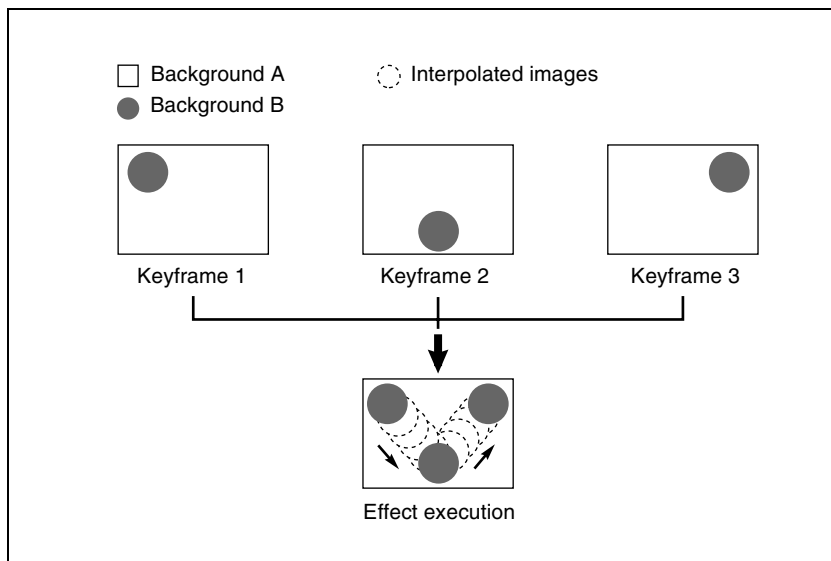 Background A
Interpolated images
Background B
Keyframe 1
Keyframe 2
Keyframe 3
Effect execution